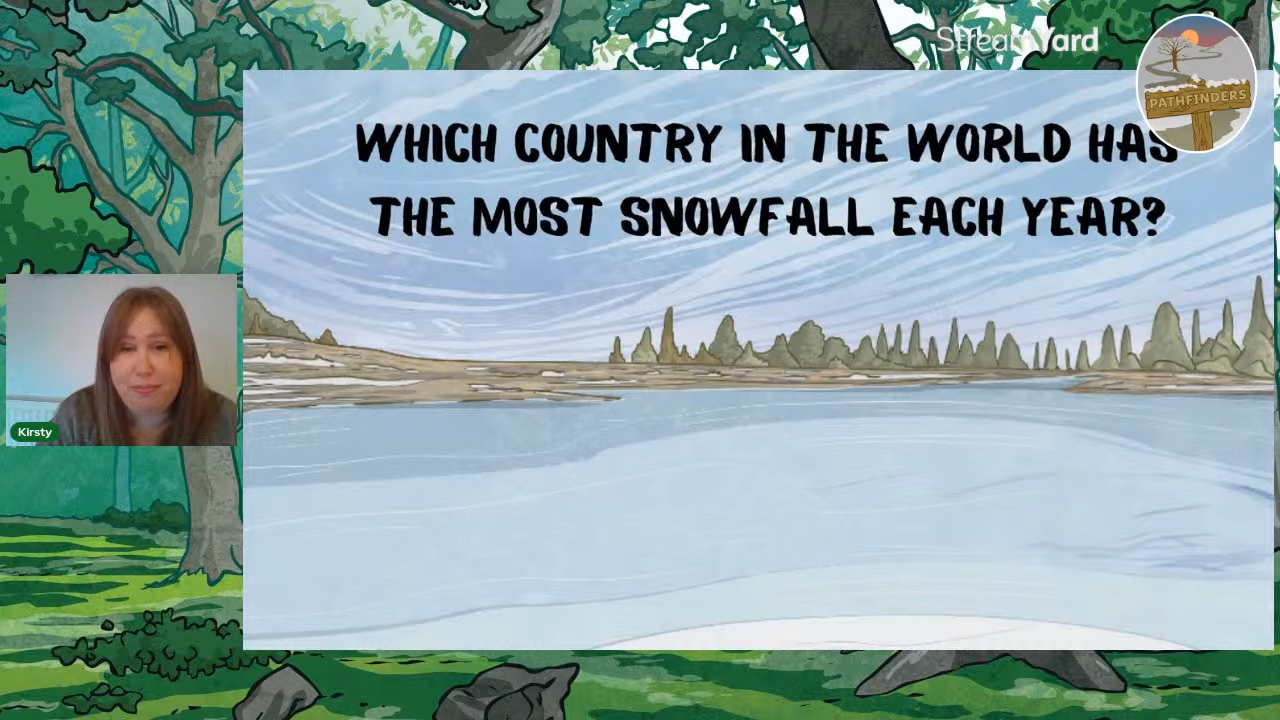 StreamYard
PATHFINDERS
WHICH COUNTRY IN THE WORLD HAS
THE MOST SNOWFALL EACH YEAR?
Kirsty